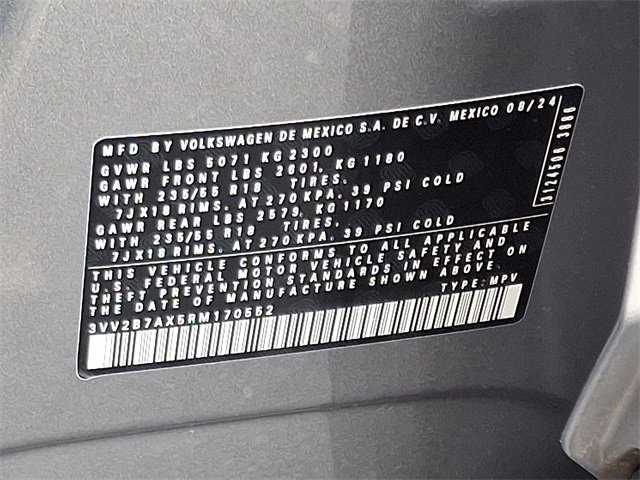 MFD BY VOLKSWAGEN DE MEXICO S.A. DE C.V. MEXICO 08/24
GVWR LBS 5071 KG 2300
GAWR FRONT LBS 2601 KG 1180
WITH 235/55 R18 TIRES.
7JX18 RIMS. AT 270 KPA. 39 PSI COLD
GAWR REAR LBS 2579 KG 1170
WITH 235/55 R18 TIRES.
7JX18 RIMS. AT 270 KPA. 39 PSI COLD
THIS VEHICLE CONFORMS TO ALL APPLICABLE
U.S. FEDERAL MOTOR VEHICLE SAFETY AND
THEFT PREVENTION STANDARDS IN EFFECT ON
THE DATE OF MANUFACTURE SHOWN ABOVE.
TYPE: MPV
3VV2B7AX5RM170552
3124506 3806